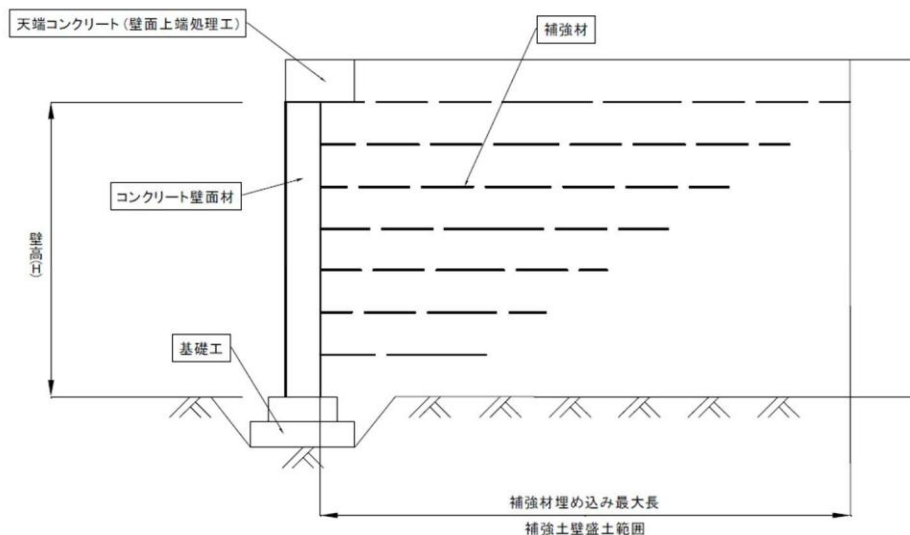 天端コンクリート(壁面上端処理工)
補強材
コンクリート壁面材
壁高(H)
基礎工
補強材埋め込み最大長
補強土壁盛土範囲